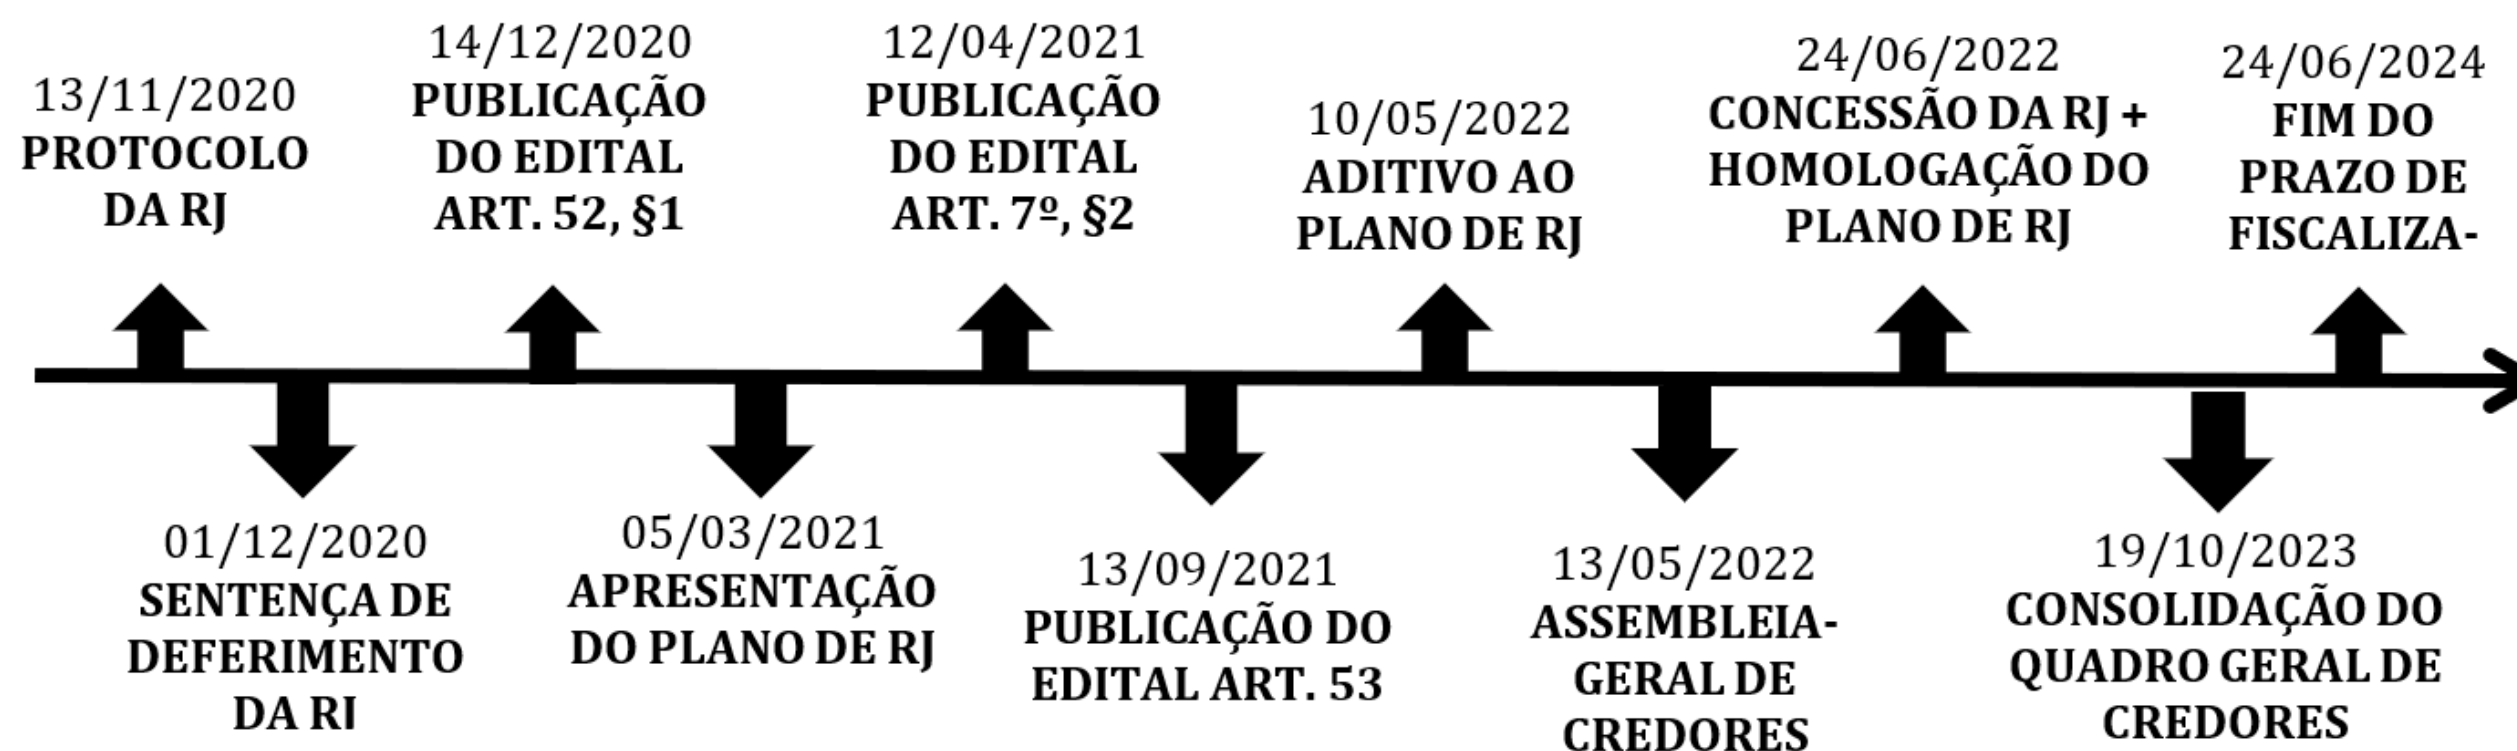 13/11/2020
PROTOCOLO
DA RJ
01/12/2020
SENTENÇA DE
DEFERIMENTO
DA RJ
14/12/2020
PUBLICAÇÃO
DO EDITAL
ART. 52, §1
05/03/2021
APRESENTAÇÃO
DO PLANO DE RJ
12/04/2021
PUBLICAÇÃO
DO EDITAL
ART. 7º, §2
13/09/2021
PUBLICAÇÃO DO
EDITAL ART. 53
10/05/2022
ADITIVO AO
PLANO DE RJ
13/05/2022
ASSEMBLEIA-
GERAL DE
CREDORES
24/06/2022
CONCESSÃO DA RJ +
HOMOLOGAÇÃO DO
PLANO DE RJ
19/10/2023
CONSOLIDAÇÃO DO
QUADRO GERAL DE
CREDORES
24/06/2024
FIM DO
PRAZO DE
FISCALIZA-